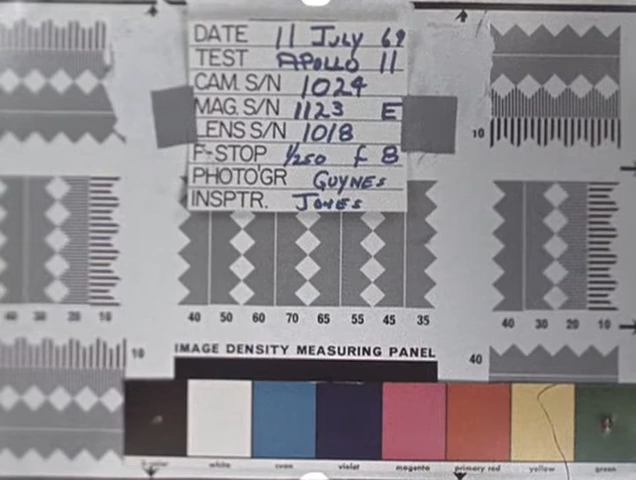 DATE 11 JULY 69
TEST APOLLO 11
CAM. S/N 1024
MAG. S/N 1123 E
LENS S/N 1018
F-STOP 1/250 f 8
PHOTO'GR GUYNES
INSPTR. JONES
10
40 30 20 10
40 50 60 70 65 55 45 35
40 30 20 10
10
IMAGE DENSITY MEASURING PANEL
40
white cyan violet magenta primary red yellow green